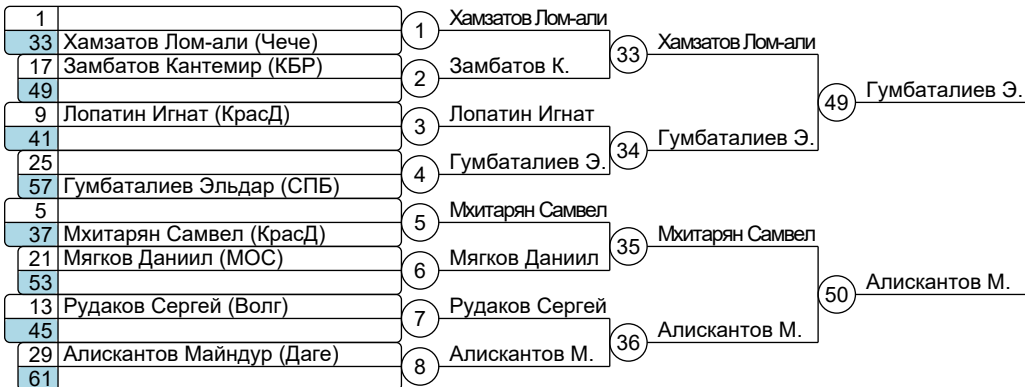 1
33 Хамзатов Лом-али (Чече)
17 Замбатов Кантемир (КБР)
49
9 Лопатин Игнат (КрасД)
41
25
57 Гумбаталиев Эльдар (СПБ)
5
37 Мхитарян Самвел (КрасД)
21 Мягков Даниил (МОС)
53
13 Рудаков Сергей (Волг)
45
29 Алискантов Майндур (Даге)
61
1 Хамзатов Лом-али
2 Замбатов К.
3 Лопатин Игнат
4 Гумбаталиев Э.
5 Мхитарян Самвел
6 Мягков Даниил
7 Рудаков Сергей
8 Алискантов М.
33 Хамзатов Лом-али
34 Гумбаталиев Э.
35 Мхитарян Самвел
36 Алискантов М.
49 Гумбаталиев Э.
50 Алискантов М.